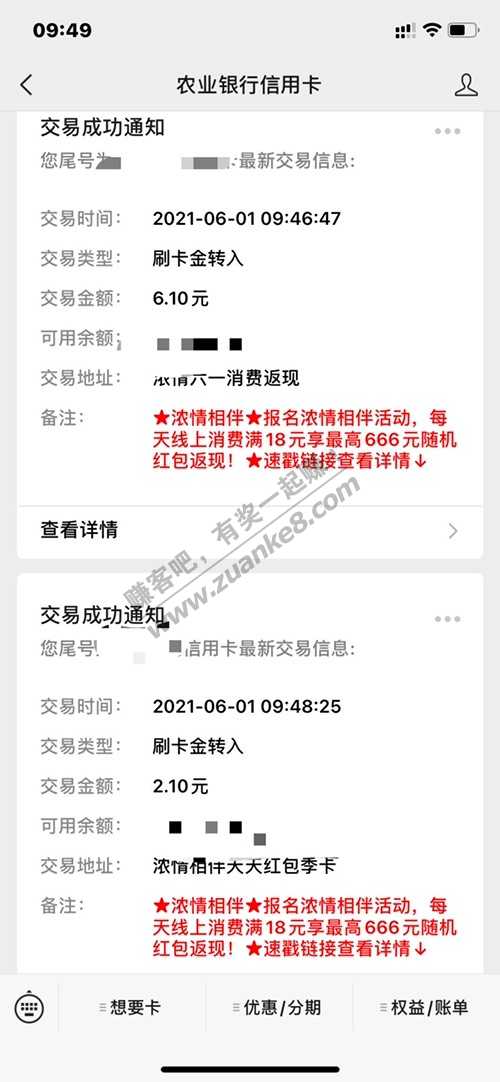 09:49
农业银行信用卡
交易成功通知
您尾号为 最新交易信息:
交易时间: 2021-06-01 09:46:47
交易类型: 刷卡金转入
交易金额: 6.10元
可用余额:
交易地址: 浓情六一消费返现
备注: ★浓情相伴★报名浓情相伴活动，每
天线上消费满18元享最高666元随机
红包返现！★速戳链接查看详情↓
查看详情
赚客吧，有奖一起赚！
www.zuanke8.com
交易成功通知
您尾号 信用卡最新交易信息:
交易时间: 2021-06-01 09:48:25
交易类型: 刷卡金转入
交易金额: 2.10元
可用余额:
交易地址: 浓情相伴天天红包季卡
备注: ★浓情相伴★报名浓情相伴活动，每
天线上消费满18元享最高666元随机
红包返现！★速戳链接查看详情↓
想要卡 优惠/分期 权益/账单